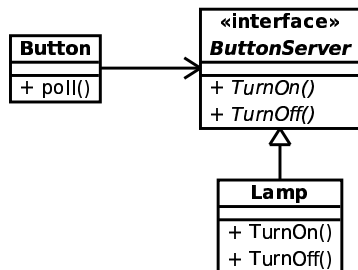 Button
+ poll()
«interface»
ButtonServer
+ TurnOn()
+ TurnOff()
Lamp
+ TurnOn()
+ TurnOff()